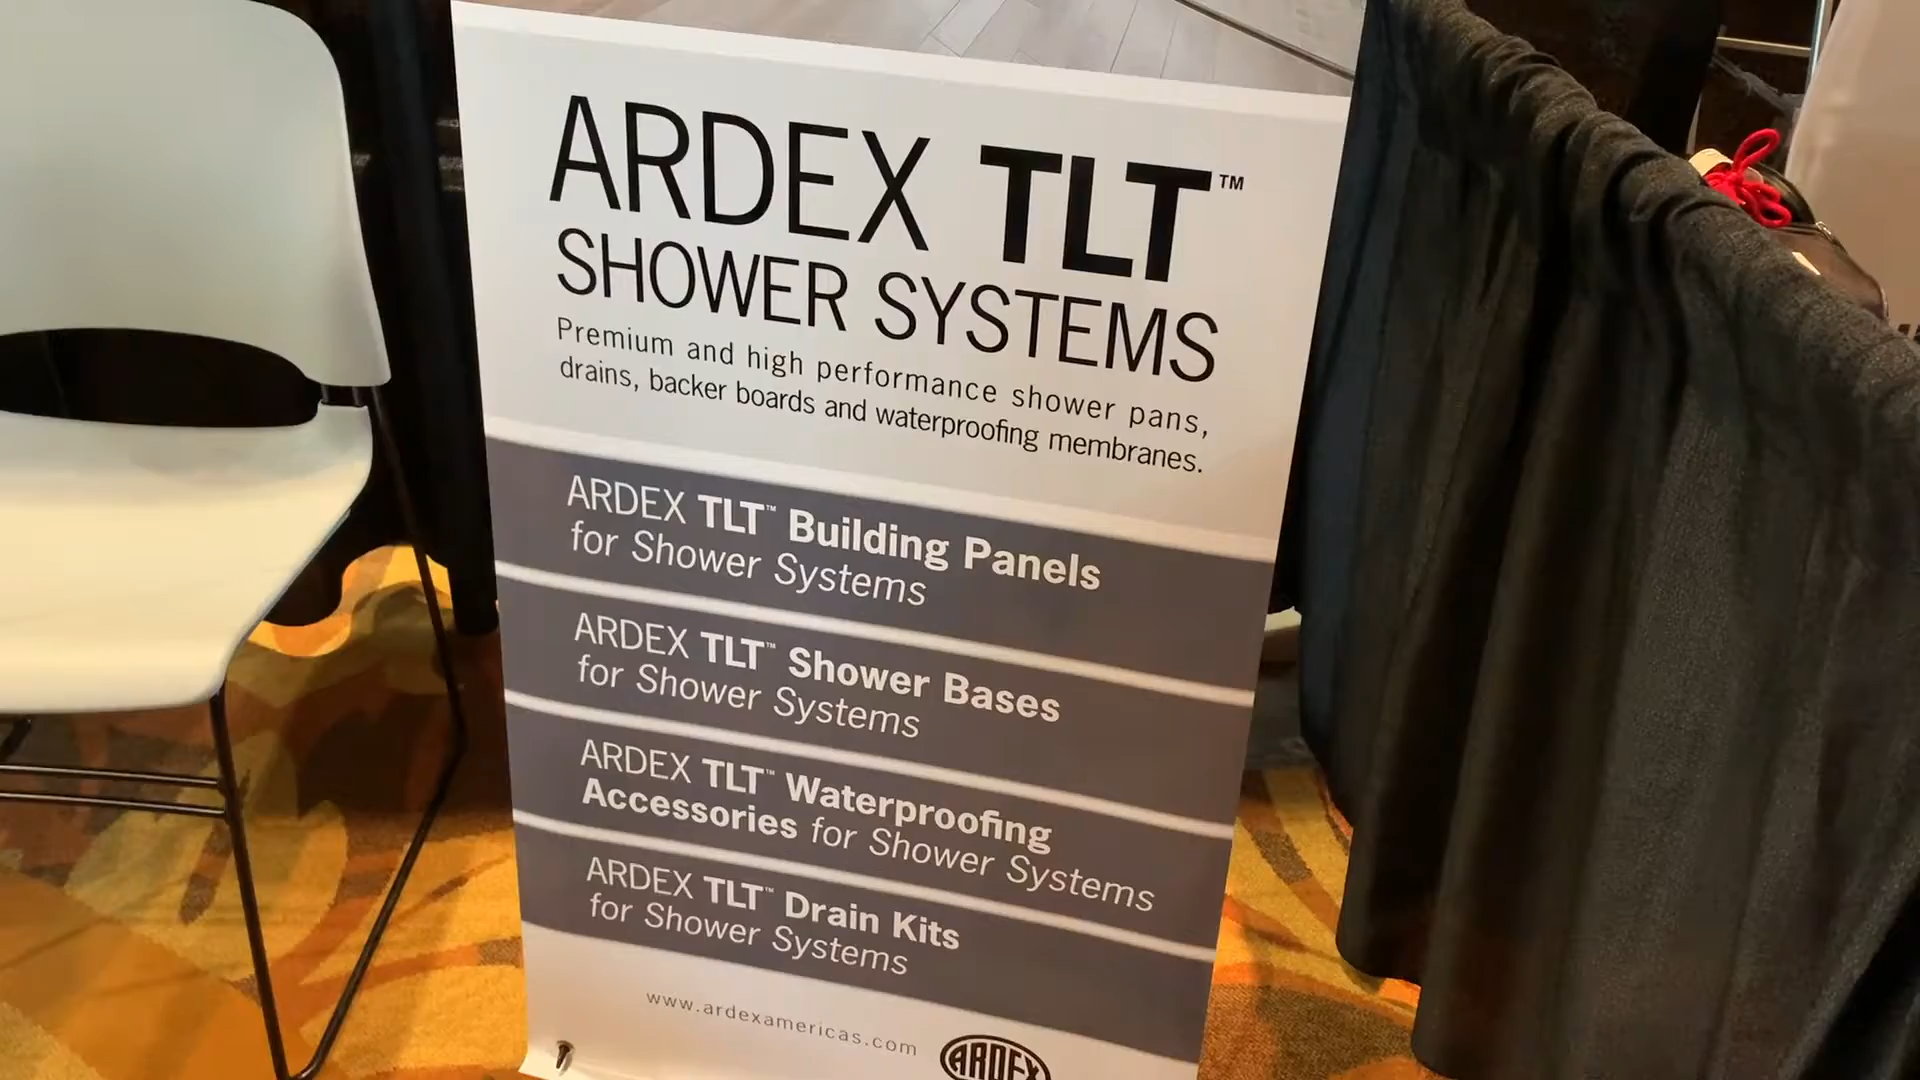 ARDEX TLT™
SHOWER SYSTEMS
Premium and high performance shower pans,
drains, backer boards and waterproofing membranes.
ARDEX TLT™ Building Panels
for Shower Systems
ARDEX TLT™ Shower Bases
for Shower Systems
ARDEX TLT™ Waterproofing
Accessories for Shower Systems
ARDEX TLT™ Drain Kits
for Shower Systems
www.ardexamericas.com
ARDEX